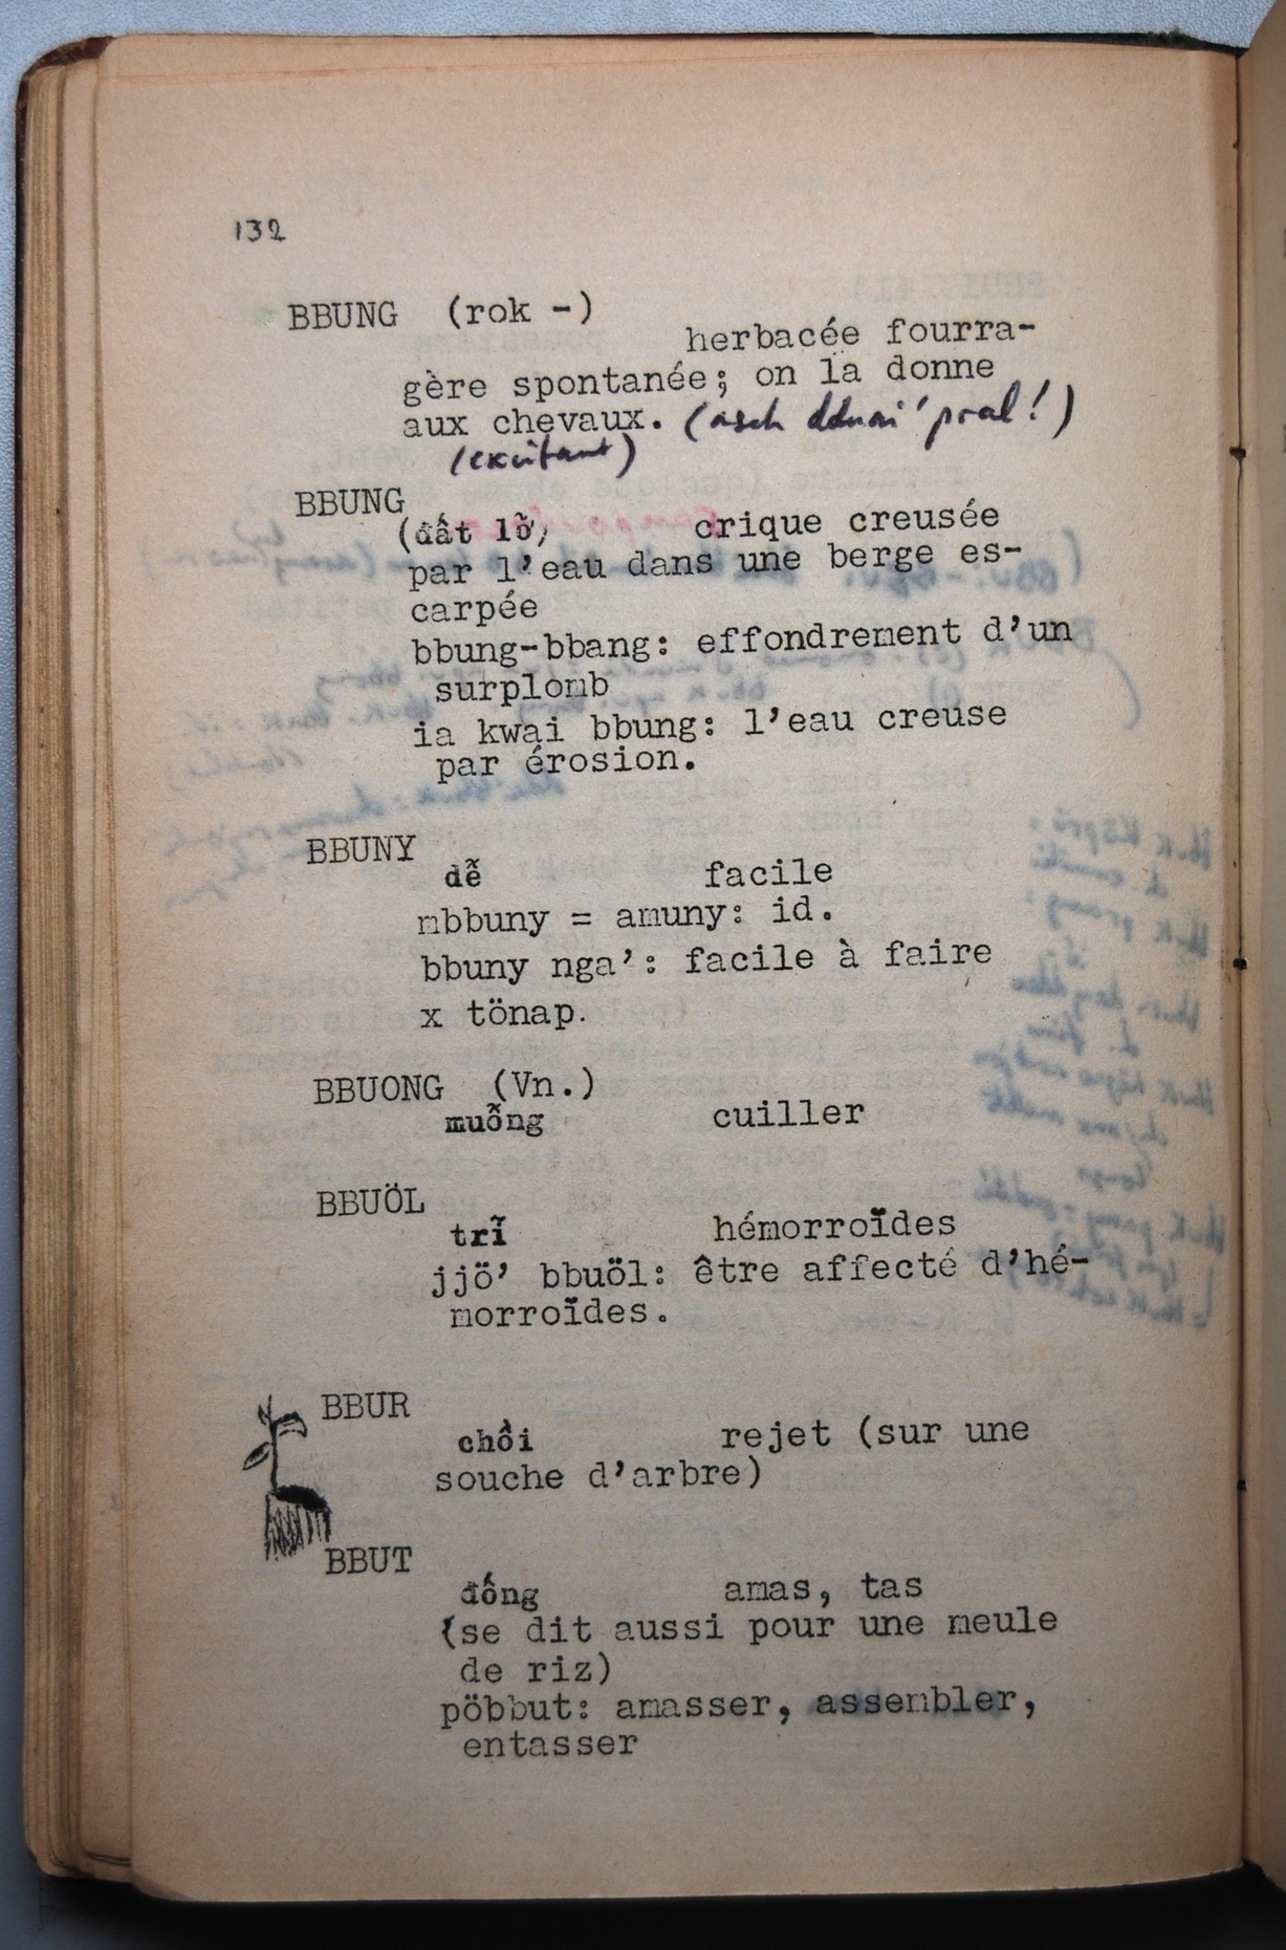 132
BBUNG (rok -)
herbacée fourra-
gère spontanée; on la donne
aux chevaux. (asch dduai' pral!)
(excitant)
BBUNG
(đất lỡ) crique creusée
par l'eau dans une berge es-
carpée
bbung-bbang: effondrement d'un
surplomb
ia kwai bbung: l'eau creuse
par érosion.
BBUNY
dễ facile
mbbuny = amuny: id.
bbuny nga': facile à faire
x tönap.
BBUONG (Vn.)
muỗng cuiller
BBUÖL
trĩ hémorroïdes
jjö' bbuöl: être affecté d'hé-
morroïdes.
BBUR
chồi rejet (sur une
souche d'arbre)
BBUT
đống amas, tas
(se dit aussi pour une meule
de riz)
pöbbut: amasser, assembler,
entasser